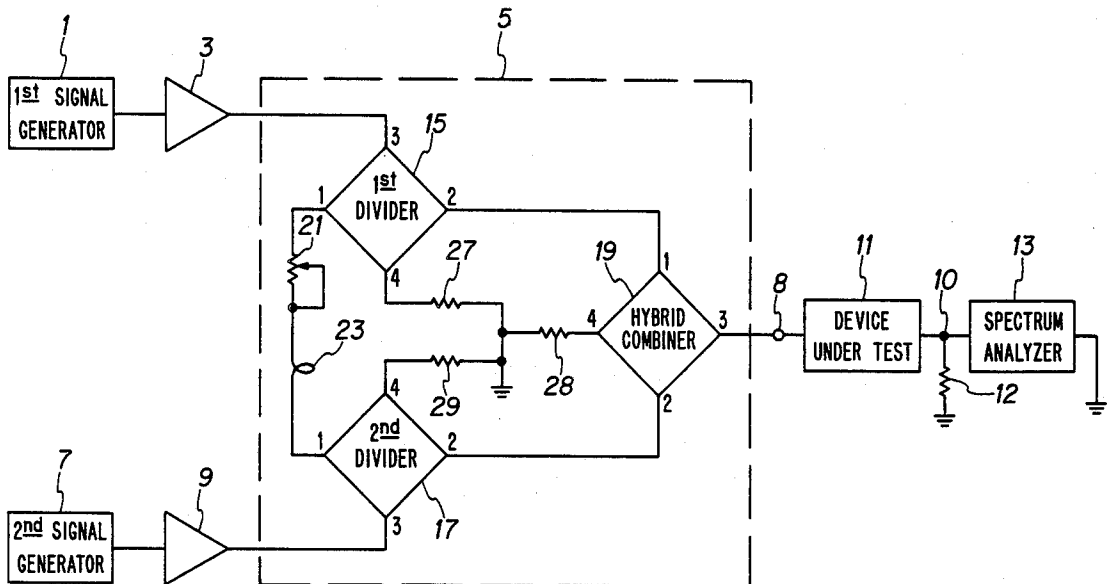 1
3
5
1st SIGNAL
GENERATOR
3
15
1st
DIVIDER
1
2
4
21
27
19
1
HYBRID
COMBINER
4
3
2
8
11
DEVICE
UNDER TEST
10
13
SPECTRUM
ANALYZER
12
23
28
29
4
2nd
DIVIDER
1
2
3
17
7
2nd SIGNAL
GENERATOR
9